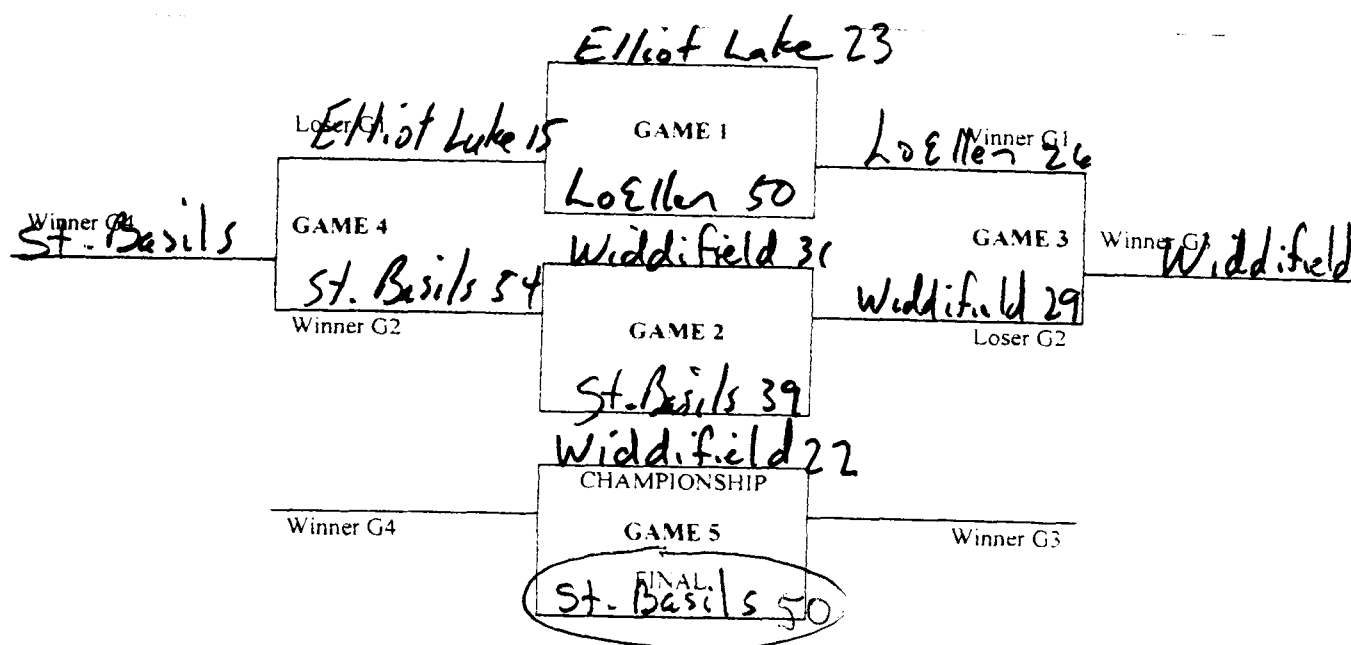 Elliot Lake 23
Loser G1
Elliot Lake 15
GAME 1
Winner G1
LoEllen 26
LoEllen 50
Winner G4
St. Basils
GAME 4
Widdifield 31
GAME 3
Winner G3
Widdifield
St. Basils 54
Widdifield 29
Winner G2
GAME 2
Loser G2
St. Basils 39
Widdifield 22
CHAMPIONSHIP
Winner G4
GAME 5
Winner G3
FINAL
St. Basils 50